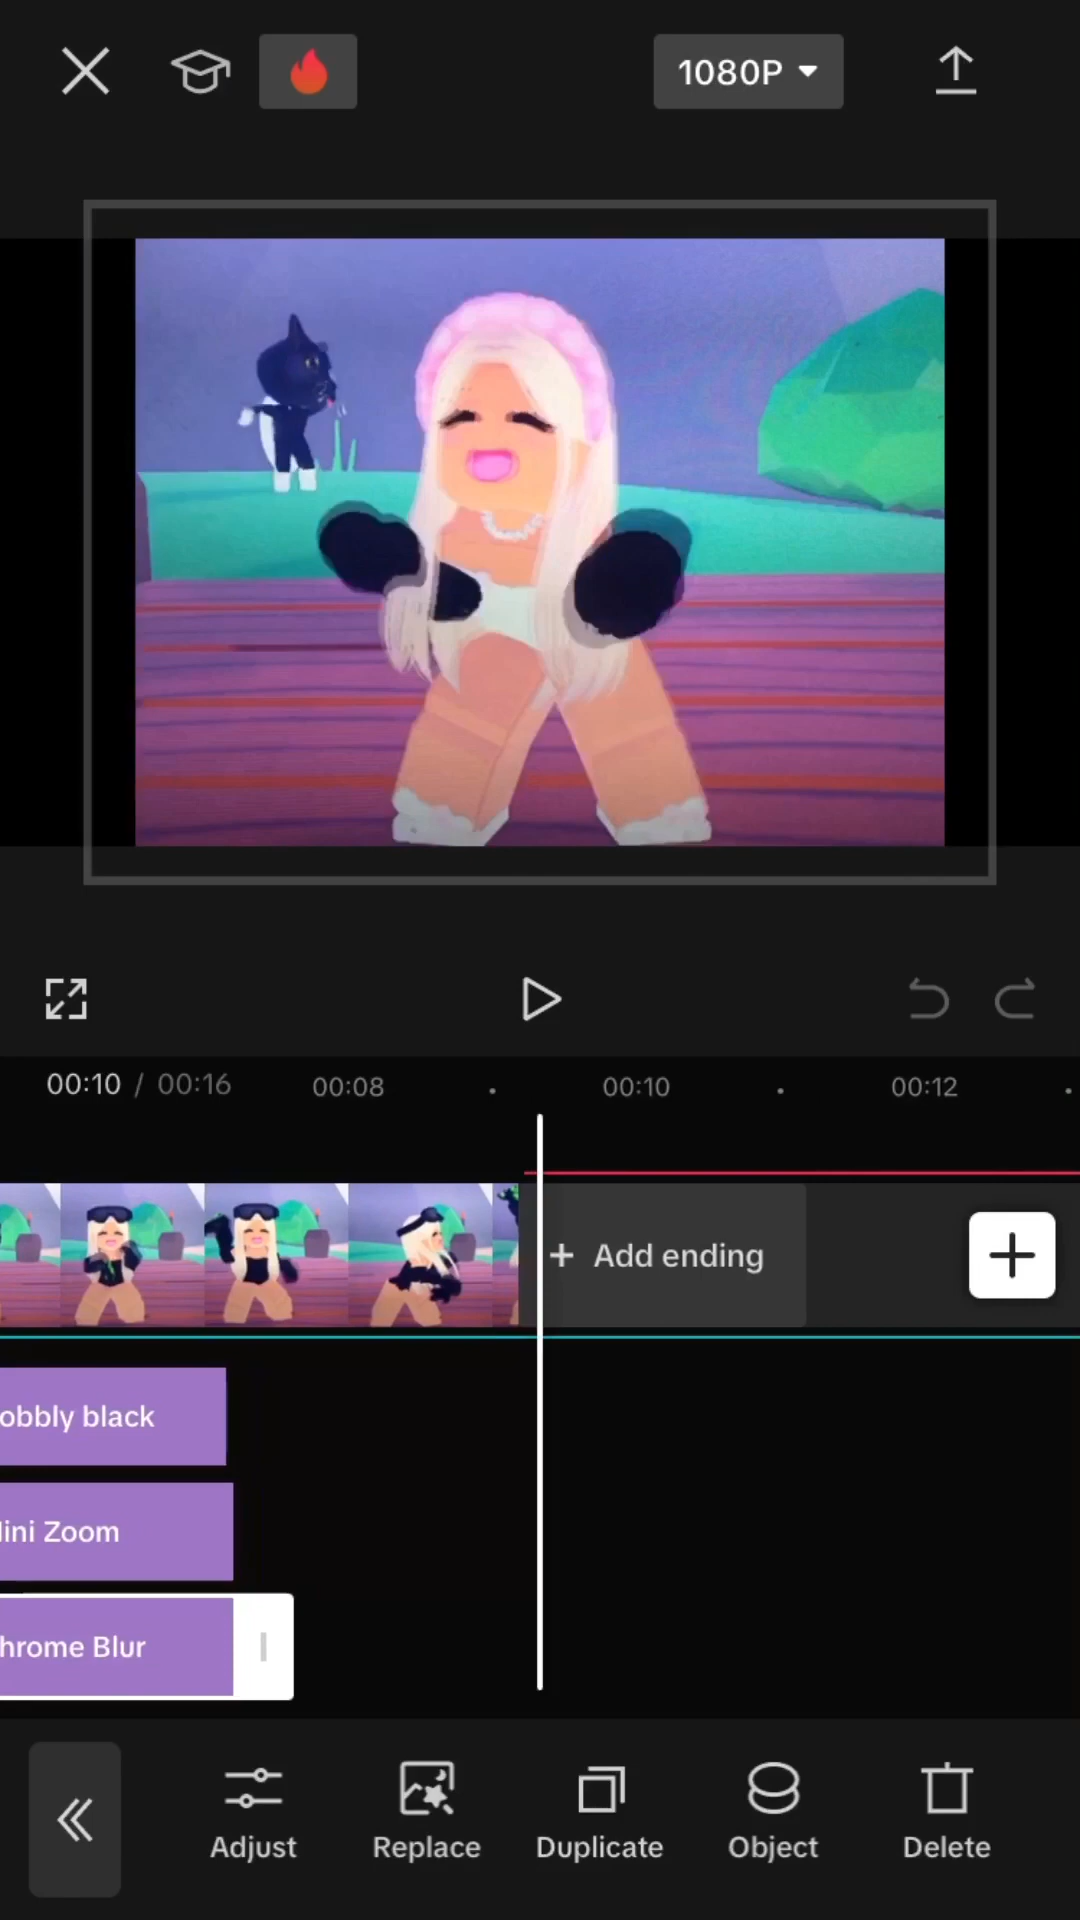 1080P
00:10 / 00:16 00:08 00:10 00:12
+ Add ending
obbly black
ini Zoom
hrome Blur
Adjust Replace Duplicate Object Delete